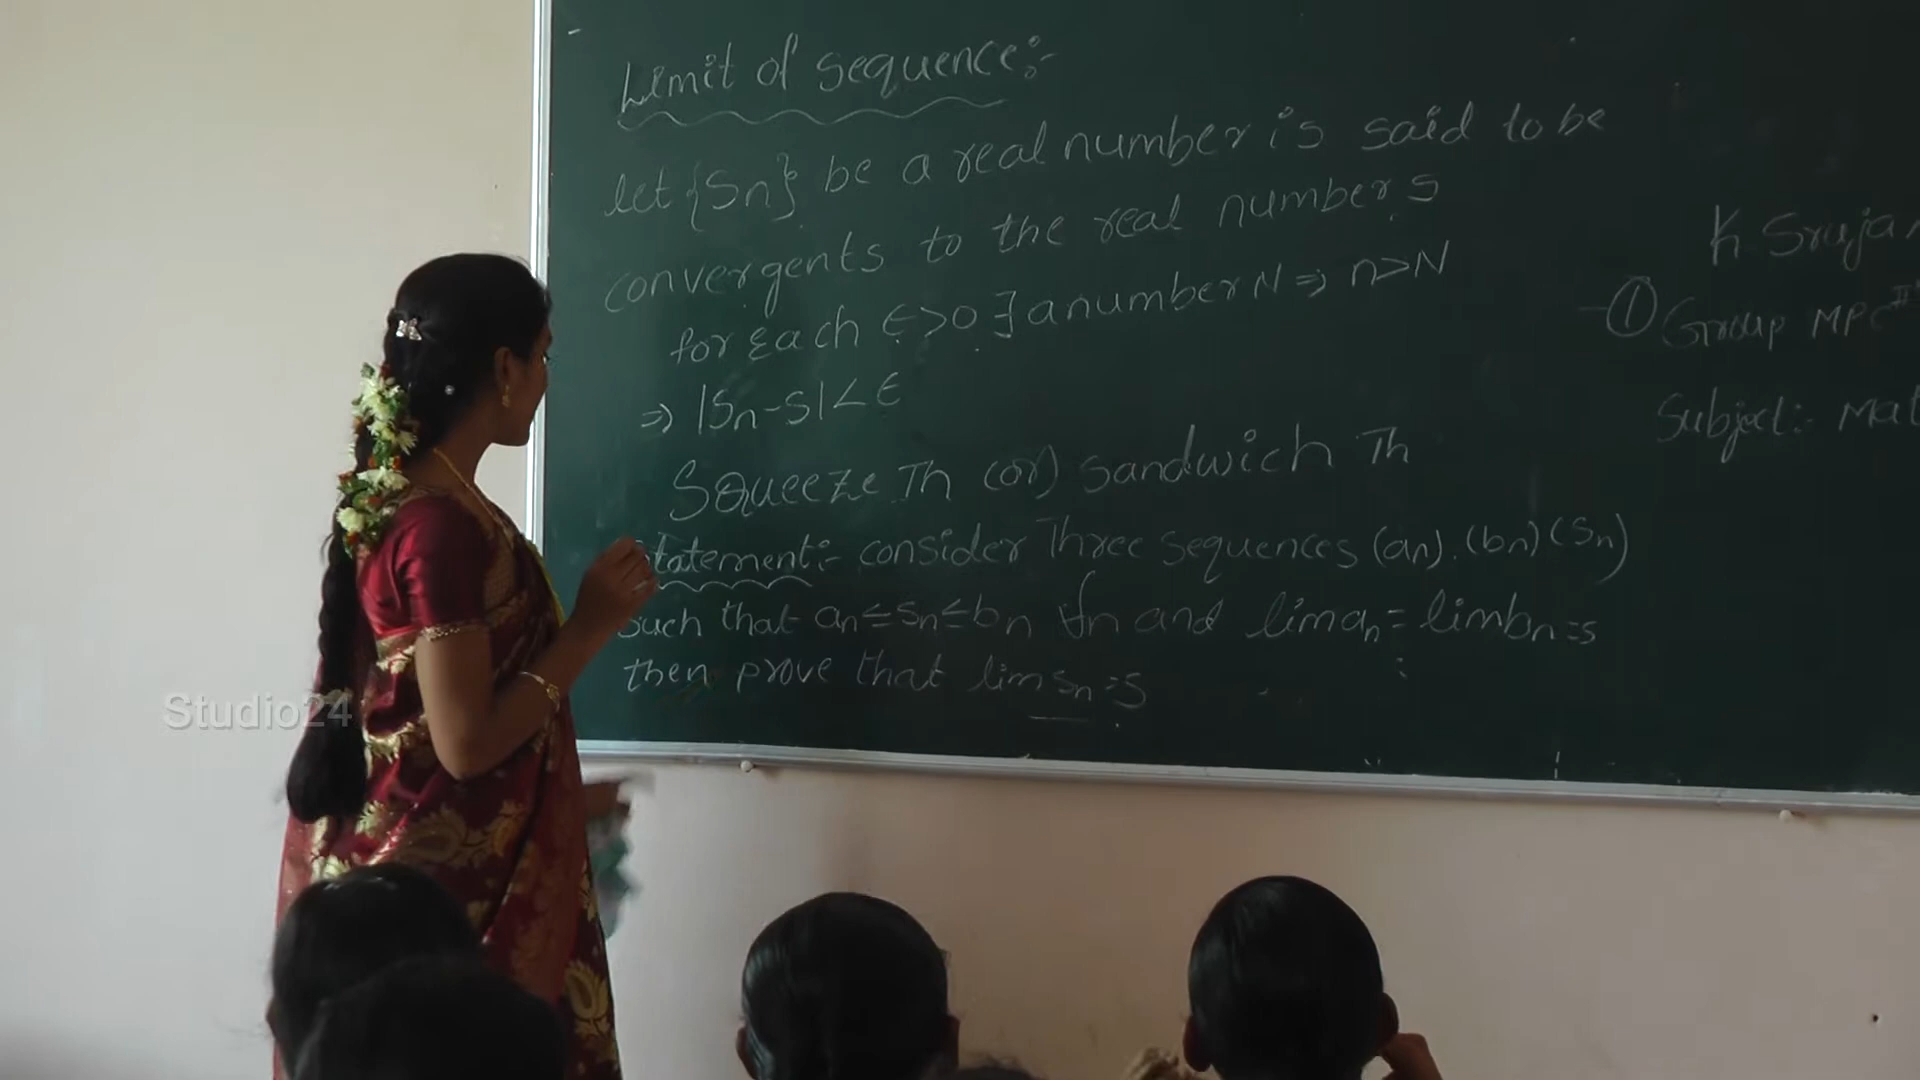 Limit of sequence:-
let {Sn} be a real number is said to be
convergents to the real numbers
for Each ∈>0 ∃ a number N ⇒ n>N
⇒ |Sn-S|<∈
Squeeze Th (or) Sandwich Th
Statement:- consider Three sequences (an). (bn) (Sn)
such that an≤sn≤bn ∀n and lim an = lim bn=s
then prove that lim sn=s
K. Sruja
① Group MPC
Subject:- Mat
Studio24